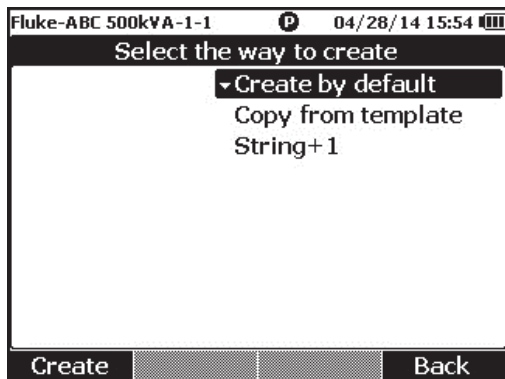 Fluke-ABC 500kVA-1-1 P 04/28/14 15:54
Select the way to create
Create by default
Copy from template
String+1
Create Back